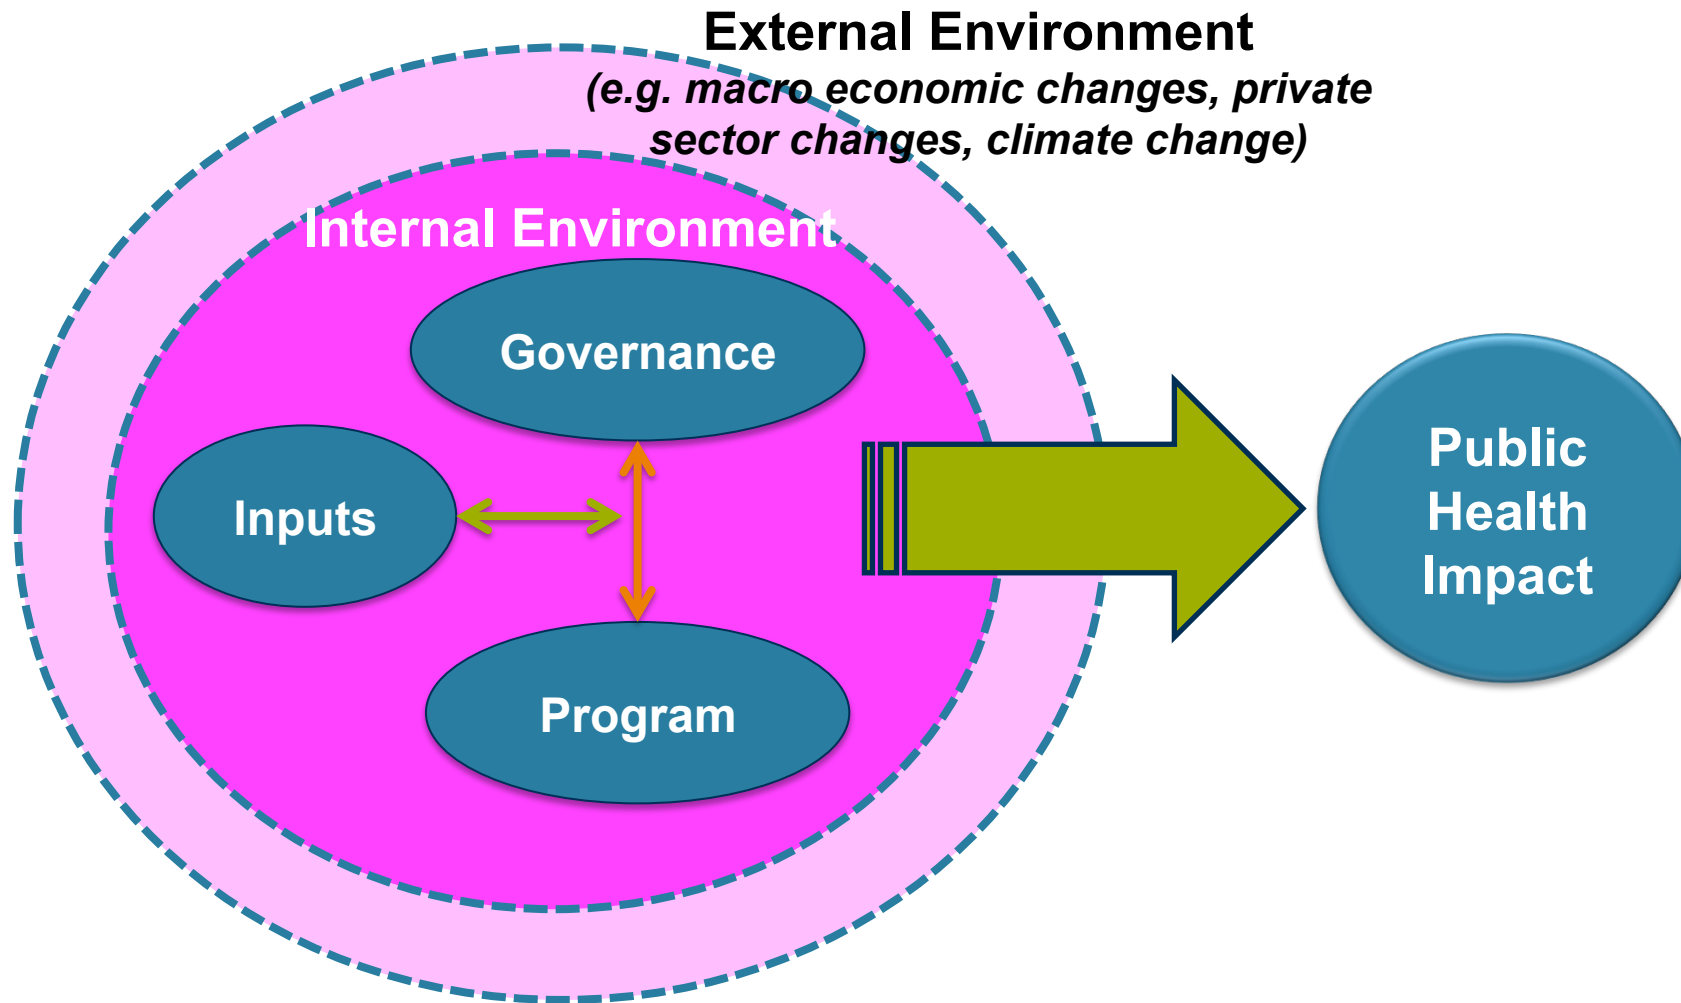 External Environment
(e.g. macro economic changes, private
sector changes, climate change)
Internal Environment
Governance
Inputs
Program
Public
Health
Impact